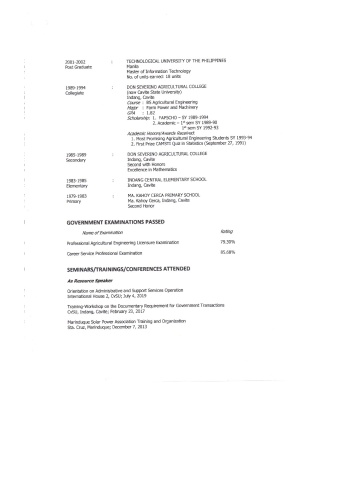 2001-2002 : TECHNOLOGICAL UNIVERSITY OF THE PHILIPPINES
Post Graduate Manila
Master of Information Technology
No. of units earned: 18 units
1989-1994 : DON SEVERINO AGRICULTURAL COLLEGE
Collegiate (now Cavite State University)
Indang, Cavite
Course : BS Agricultural Engineering
Major : Farm Power and Machinery
GPA : 1.82
Scholarship: 1. FAPSCHO – SY 1989-1994
2. Academic – 1st sem SY 1989-90
1st sem SY 1992-93
Academic Honors/Awards Received:
1. Most Promising Agricultural Engineering Students SY 1993-94
2. First Prize CAMSTI Quiz in Statistics (September 27, 1991)
1985-1989 : DON SEVERINO AGRICULTURAL COLLEGE
Secondary Indang, Cavite
Second with Honors
Excellence in Mathematics
1983-1985 : INDANG CENTRAL ELEMENTARY SCHOOL
Elementary Indang, Cavite
1979-1983 : MA. KAHOY CERCA PRIMARY SCHOOL
Primary Ma. Kahoy Cerca, Indang, Cavite
Second Honor
GOVERNMENT EXAMINATIONS PASSED
Name of Examination Rating
Professional Agricultural Engineering Licensure Examination 79.30%
Career Service Professional Examination 85.68%
SEMINARS/TRAININGS/CONFERENCES ATTENDED
As Resource Speaker
Orientation on Administrative and Support Services Operation
International House 2, CvSU; July 4, 2019
Training-Workshop on the Documentary Requirement for Government Transactions
CvSU, Indang, Cavite; February 23, 2017
Marinduque Solar Power Association Training and Organization
Sta. Cruz, Marinduque; December 7, 2013